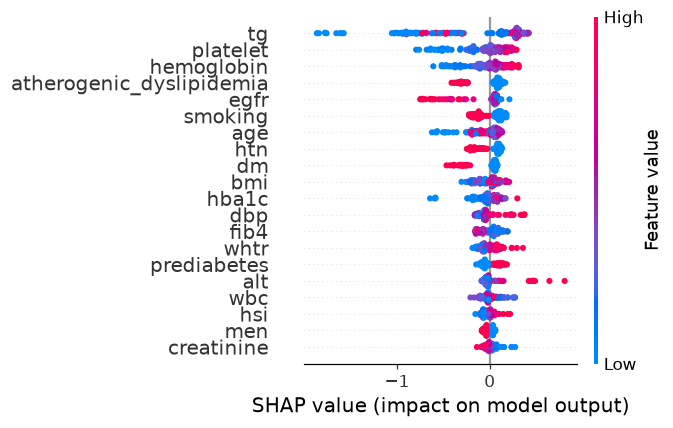 High
tg
platelet
hemoglobin
atherogenic_dyslipidemia
egfr
smoking
age
htn
dm
bmi
hba1c
dbp
fib4
whtr
prediabetes
alt
wbc
hsi
men
creatinine
Feature value
Low
−1
0
SHAP value (impact on model output)